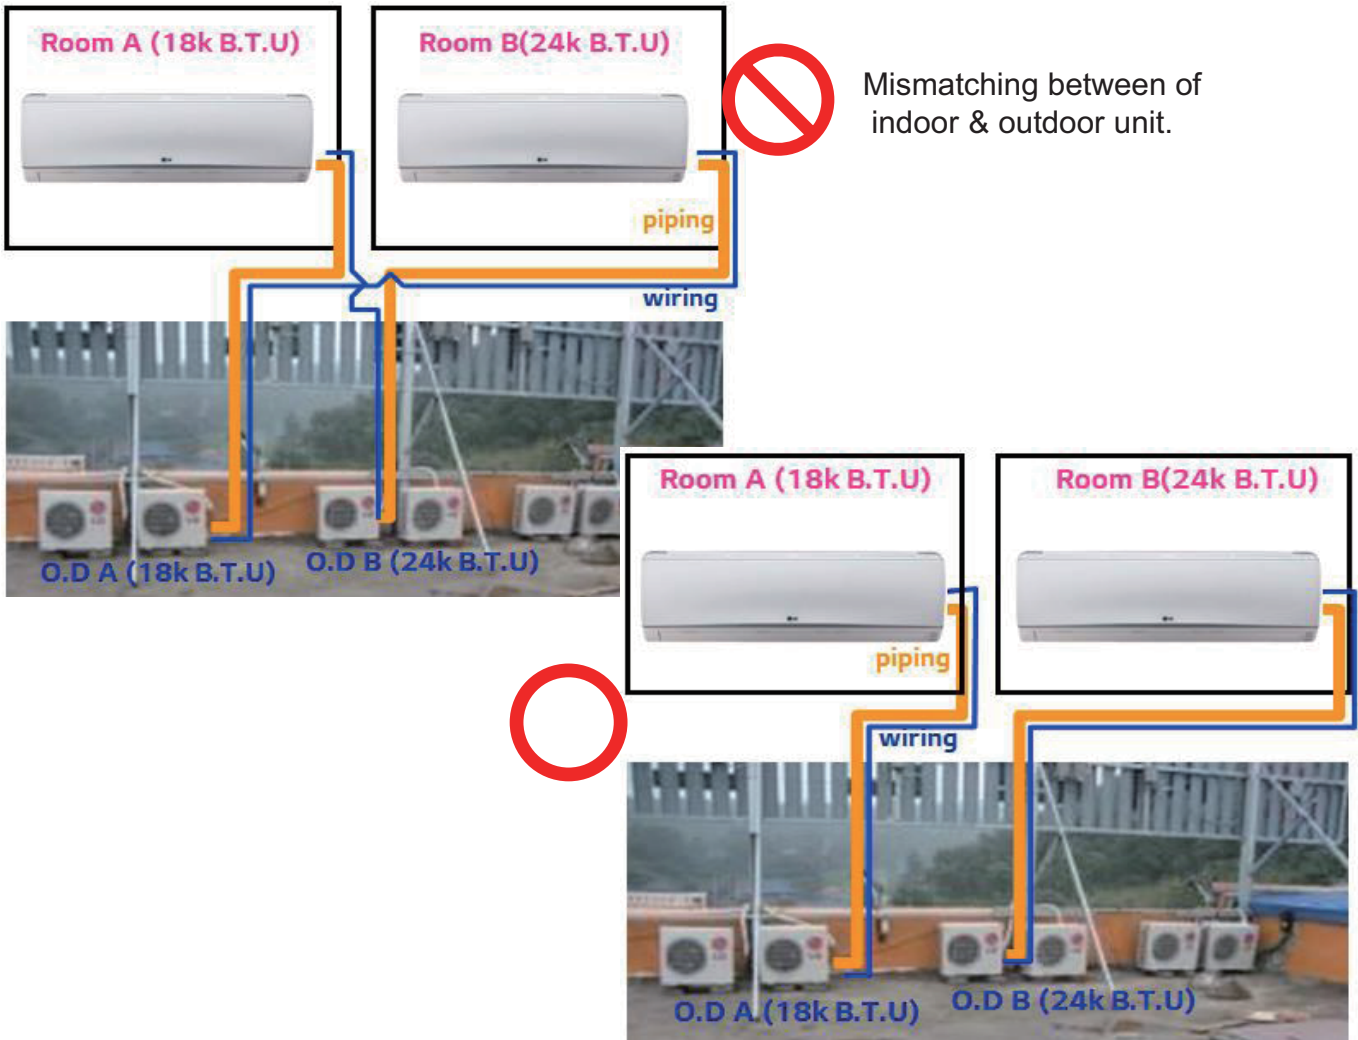 Room A (18k B.T.U)
Room B(24k B.T.U)
Mismatching between of
indoor & outdoor unit.
piping
wiring
O.D A (18k B.T.U)
O.D B (24k B.T.U)
Room A (18k B.T.U)
Room B(24k B.T.U)
piping
wiring
O.D A (18k B.T.U)
O.D B (24k B.T.U)